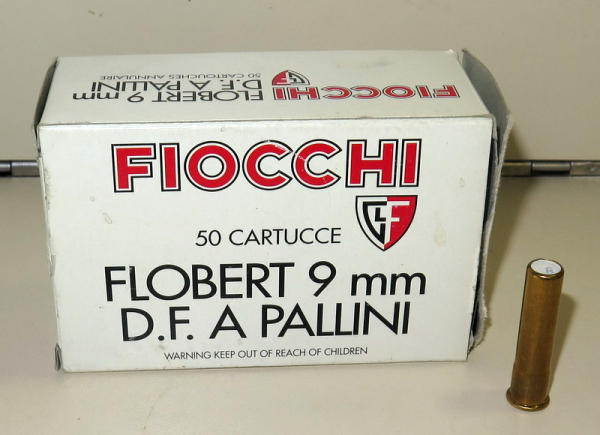 50 CARTOUCHES ANNULAIRE
D.F. A PALLINI
FLOBERT 9 mm
FIOCCHI
FIOCCHI
50 CARTUCCE
FLOBERT 9 mm
D.F. A PALLINI
WARNING KEEP OUT OF REACH OF CHILDREN